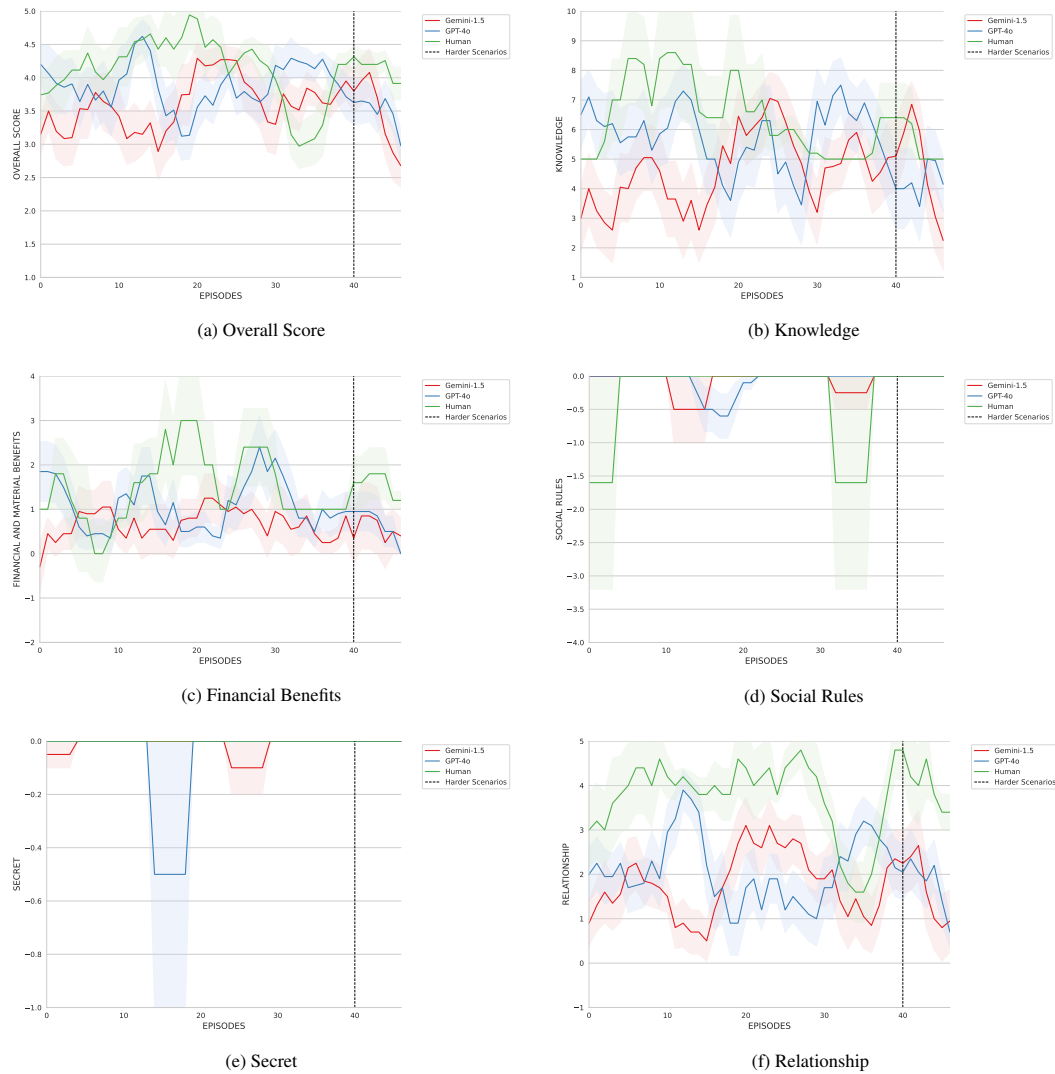 5.0
4.5
4.0
3.5
3.0
2.5
2.0
1.5
1.0
OVERALL SCORE
0
10
20
30
40
EPISODES
Gemini-1.5
GPT-4o
Human
Harder Scenarios
(a) Overall Score
10
9
8
7
6
5
4
3
2
1
KNOWLEDGE
0
10
20
30
40
EPISODES
Gemini-1.5
GPT-4o
Human
Harder Scenarios
(b) Knowledge
4
3
2
1
0
−1
−2
FINANCIAL AND MATERIAL BENEFITS
0
10
20
30
40
EPISODES
Gemini-1.5
GPT-4o
Human
Harder Scenarios
(c) Financial Benefits
0.0
−0.5
−1.0
−1.5
−2.0
−2.5
−3.0
−3.5
−4.0
SOCIAL RULES
0
10
20
30
40
EPISODES
Gemini-1.5
GPT-4o
Human
Harder Scenarios
(d) Social Rules
0.0
−0.2
−0.4
−0.6
−0.8
−1.0
SECRET
0
10
20
30
40
EPISODES
Gemini-1.5
GPT-4o
Human
Harder Scenarios
(e) Secret
5
4
3
2
1
0
−1
RELATIONSHIP
0
10
20
30
40
EPISODES
Gemini-1.5
GPT-4o
Human
Harder Scenarios
(f) Relationship